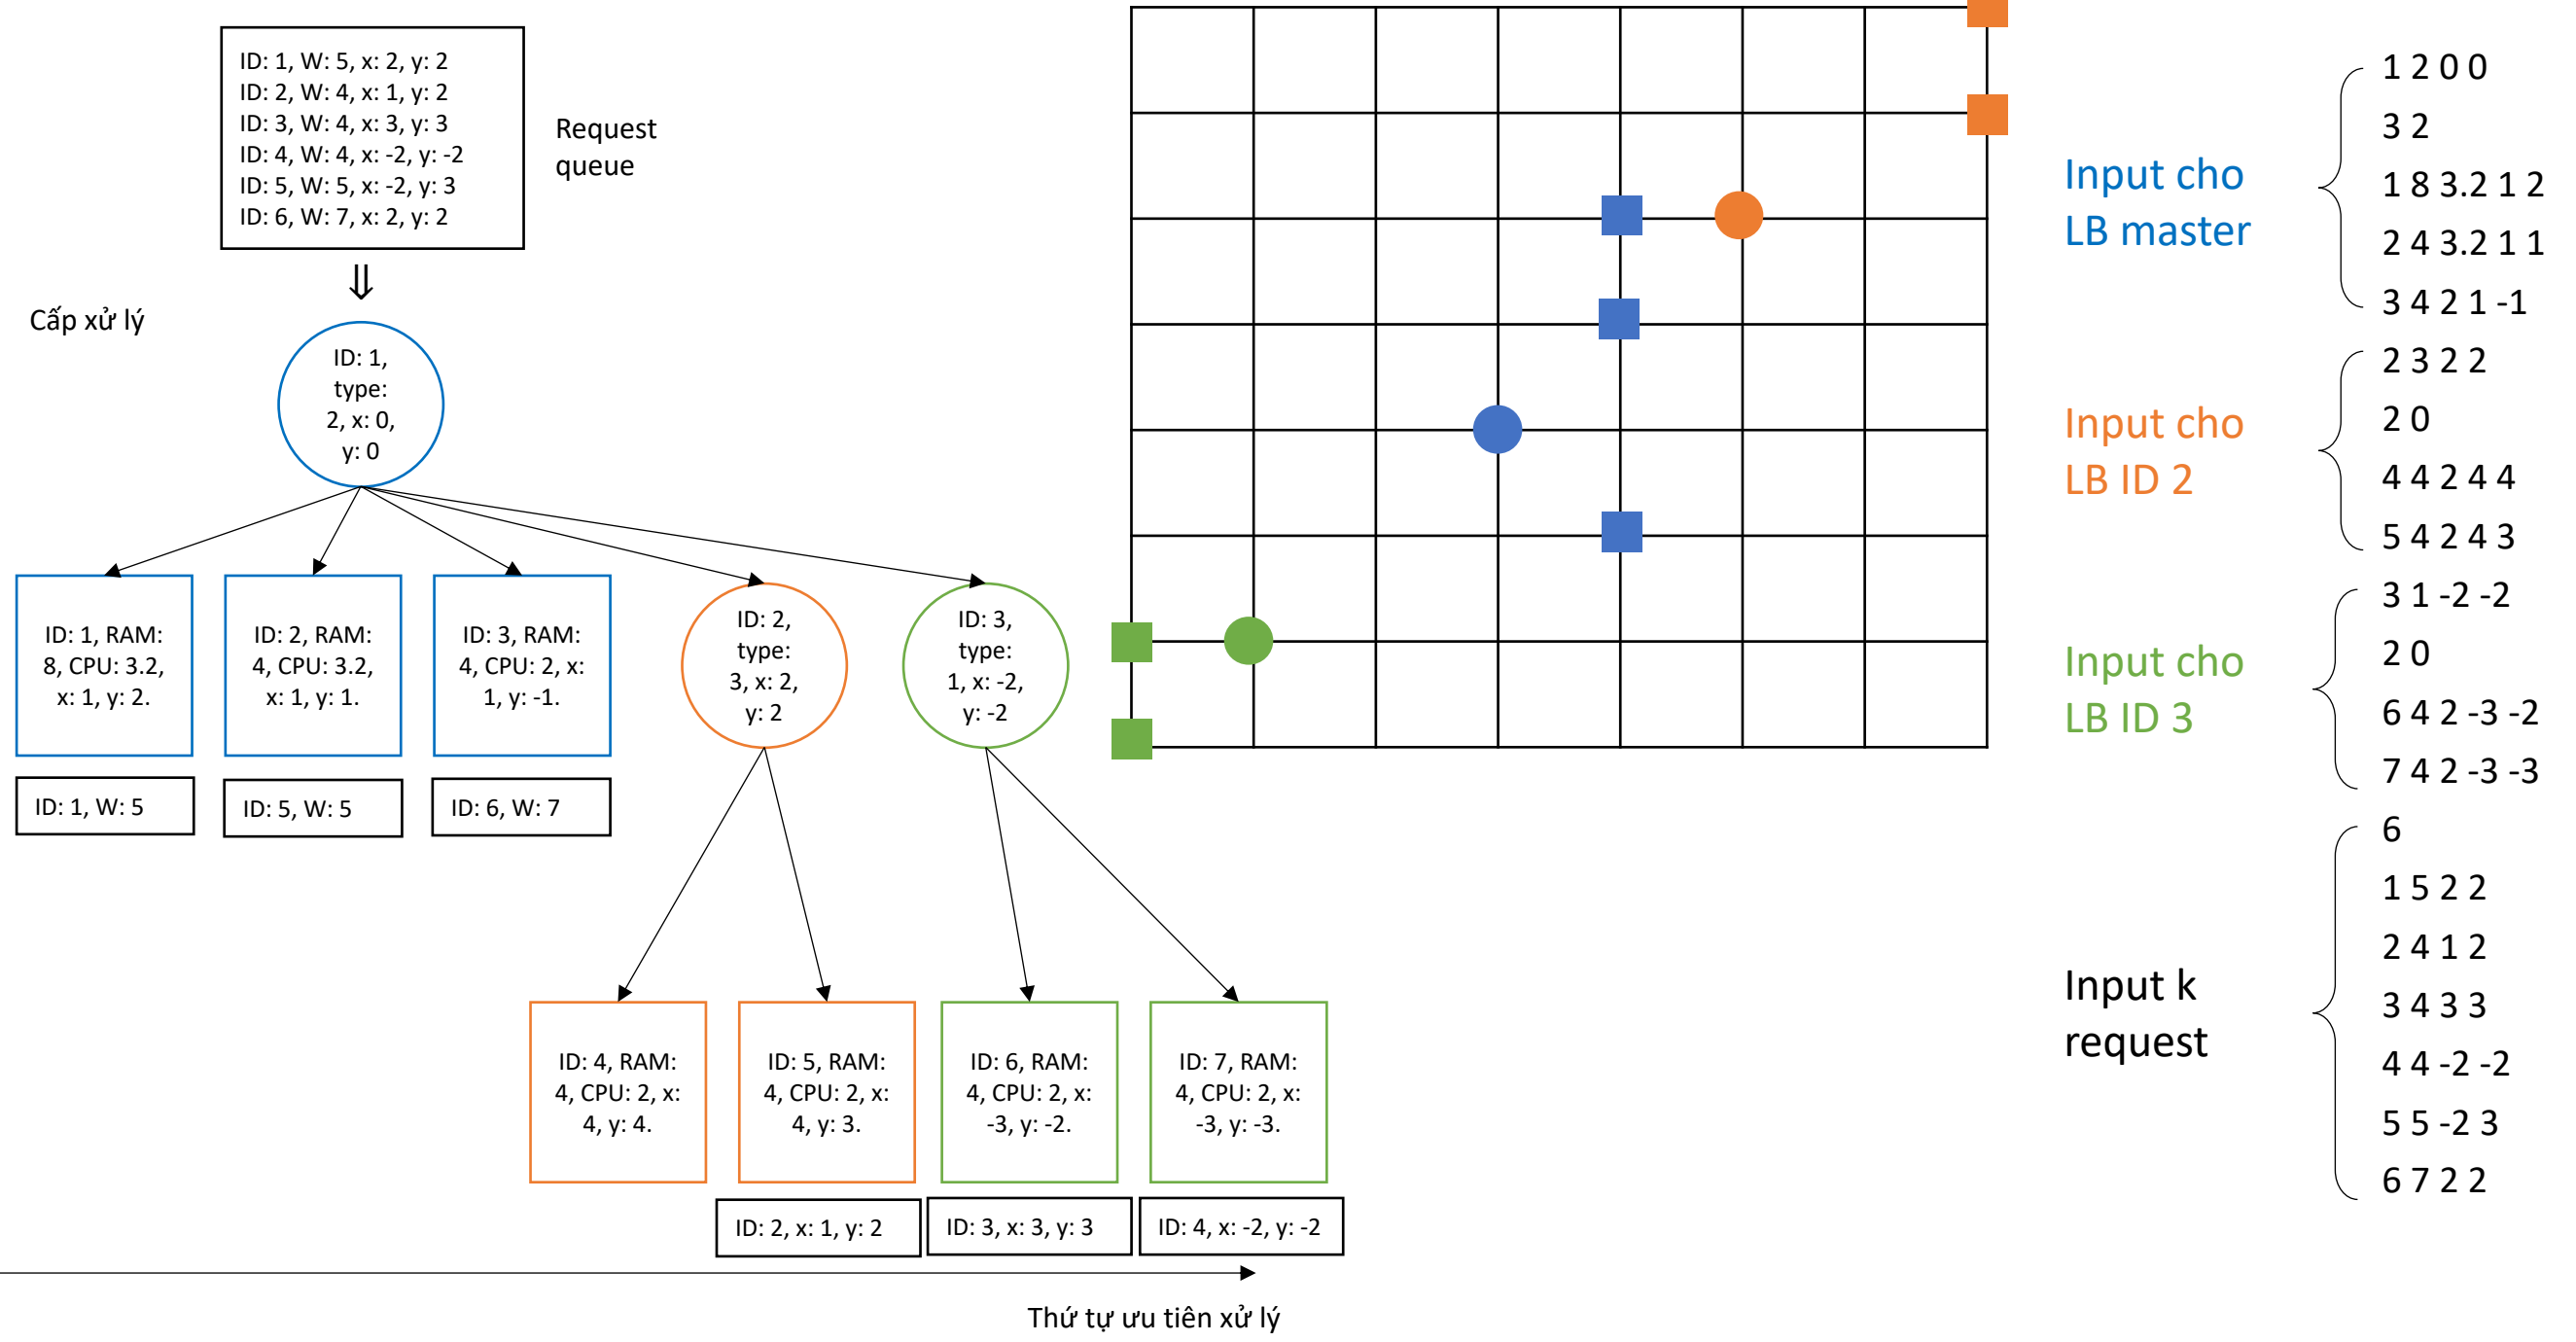 ID: 1, W: 5, x: 2, y: 2
ID: 2, W: 4, x: 1, y: 2
ID: 3, W: 4, x: 3, y: 3
ID: 4, W: 4, x: -2, y: -2
ID: 5, W: 5, x: -2, y: 3
ID: 6, W: 7, x: 2, y: 2
Request
queue
⇓
Cấp xử lý
ID: 1,
type:
2, x: 0,
y: 0
ID: 1, RAM:
8, CPU: 3.2,
x: 1, y: 2.
ID: 2, RAM:
4, CPU: 3.2,
x: 1, y: 1.
ID: 3, RAM:
4, CPU: 2, x:
1, y: -1.
ID: 2,
type:
3, x: 2,
y: 2
ID: 3,
type:
1, x: -2,
y: -2
ID: 1, W: 5
ID: 5, W: 5
ID: 6, W: 7
ID: 4, RAM:
4, CPU: 2, x:
4, y: 4.
ID: 5, RAM:
4, CPU: 2, x:
4, y: 3.
ID: 6, RAM:
4, CPU: 2, x:
-3, y: -2.
ID: 7, RAM:
4, CPU: 2, x:
-3, y: -3.
ID: 2, x: 1, y: 2
ID: 3, x: 3, y: 3
ID: 4, x: -2, y: -2
Thứ tự ưu tiên xử lý
Input cho
LB master
1 2 0 0
3 2
1 8 3.2 1 2
2 4 3.2 1 1
3 4 2 1 -1
Input cho
LB ID 2
2 3 2 2
2 0
4 4 2 4 4
5 4 2 4 3
Input cho
LB ID 3
3 1 -2 -2
2 0
6 4 2 -3 -2
7 4 2 -3 -3
Input k
request
6
1 5 2 2
2 4 1 2
3 4 3 3
4 4 -2 -2
5 5 -2 3
6 7 2 2